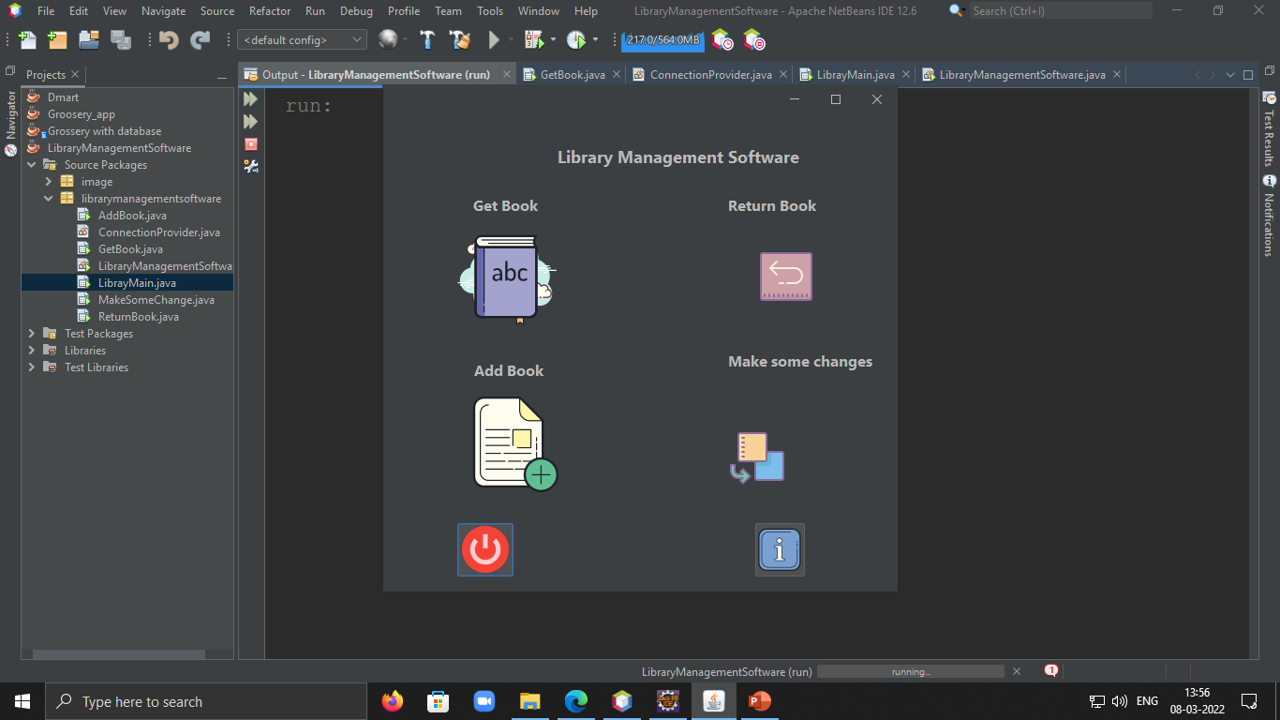 File Edit View Navigate Source Refactor Run Debug Profile Team Tools Window Help
LibraryManagementSoftware - Apache NetBeans IDE 12.6
Search (Ctrl+I)
<default config>
217.0/564.0MB
Projects
Output - LibraryManagementSoftware (run)
GetBook.java
ConnectionProvider.java
LibrayMain.java
LibraryManagementSoftware.java
Navigator
Dmart
Groosery_app
Grossery with database
LibraryManagementSoftware
Source Packages
image
librarymanagementsoftware
AddBook.java
ConnectionProvider.java
GetBook.java
LibraryManagementSoftwa
LibrayMain.java
MakeSomeChange.java
ReturnBook.java
Test Packages
Libraries
Test Libraries
run:
Library Management Software
Get Book
Return Book
abc
Add Book
Make some changes
i
Test Results
Notifications
LibraryManagementSoftware (run)
running...
1
Type here to search
ENG
13:56
08-03-2022